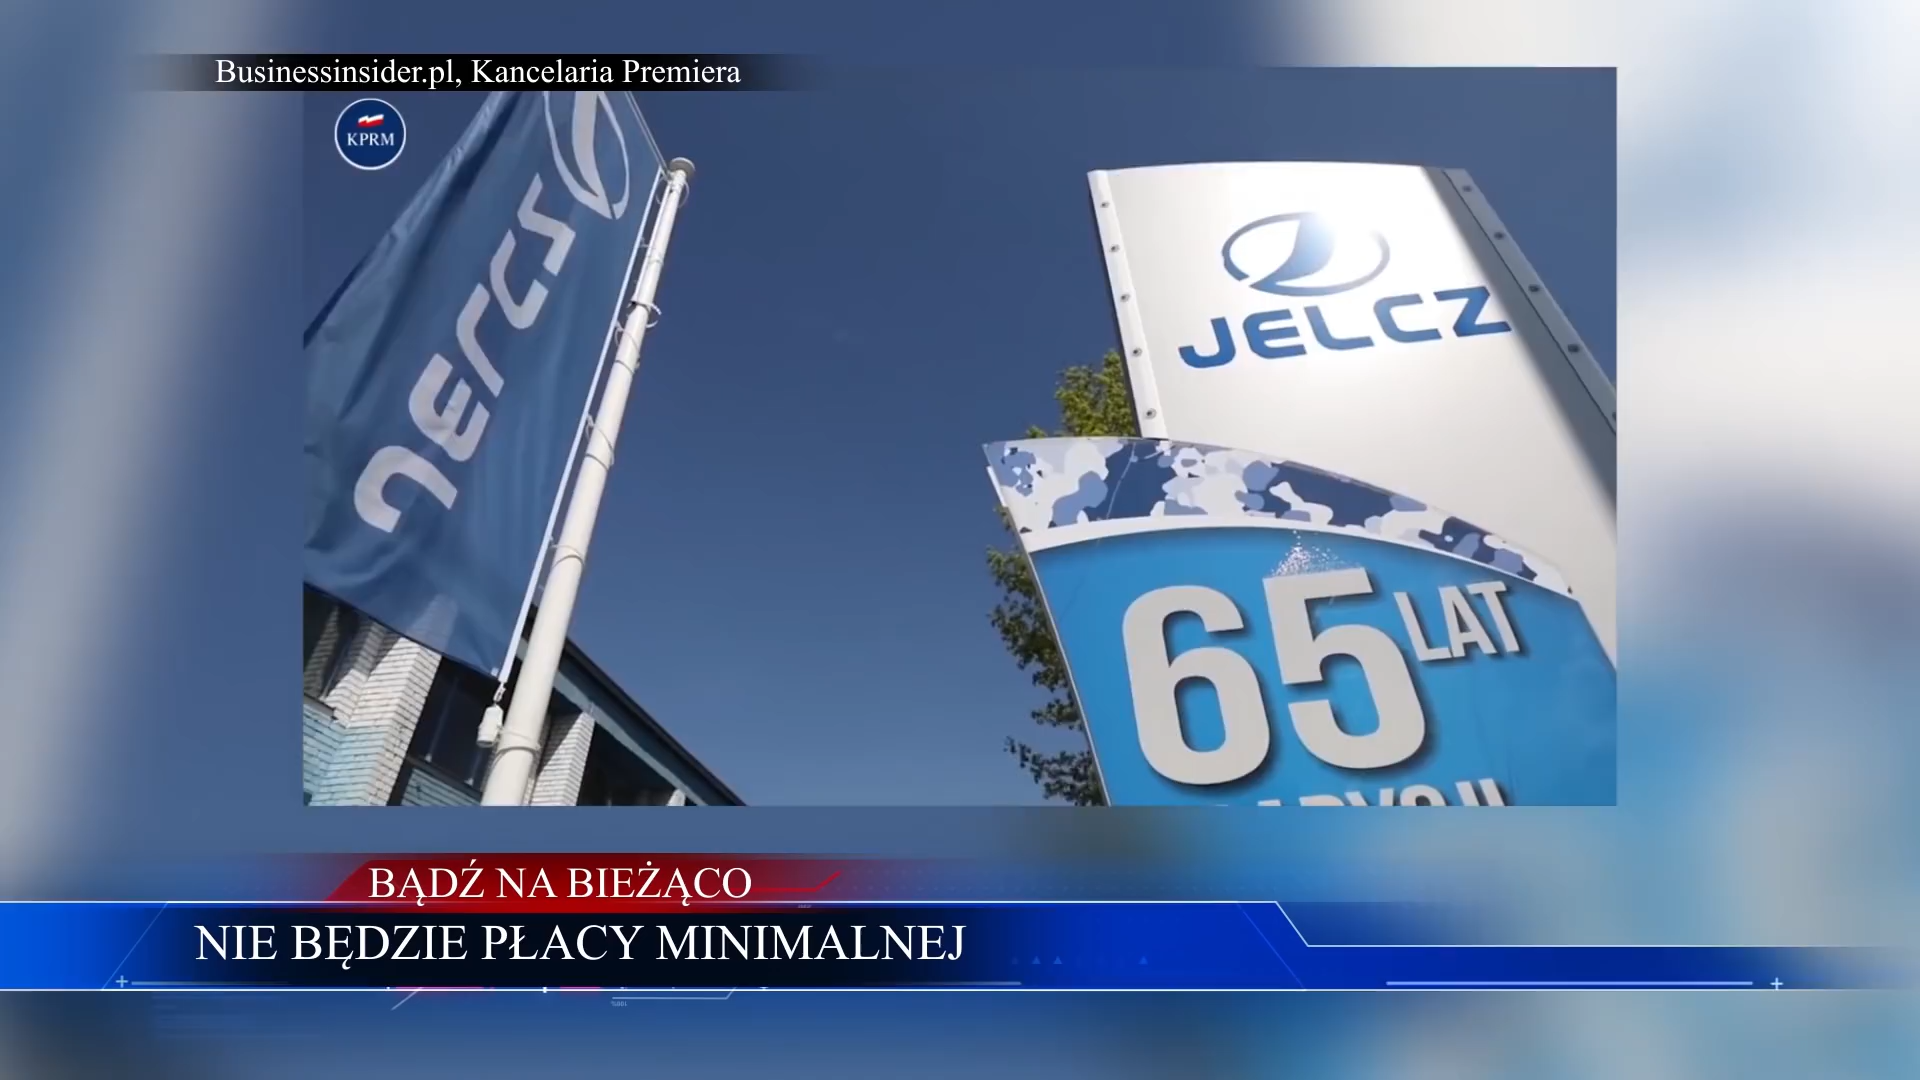 Businessinsider.pl, Kancelaria Premiera
KPRM
JELCZ
JELCZ
65 LAT
BĄDŹ NA BIEŻĄCO
NIE BĘDZIE PŁACY MINIMALNEJ